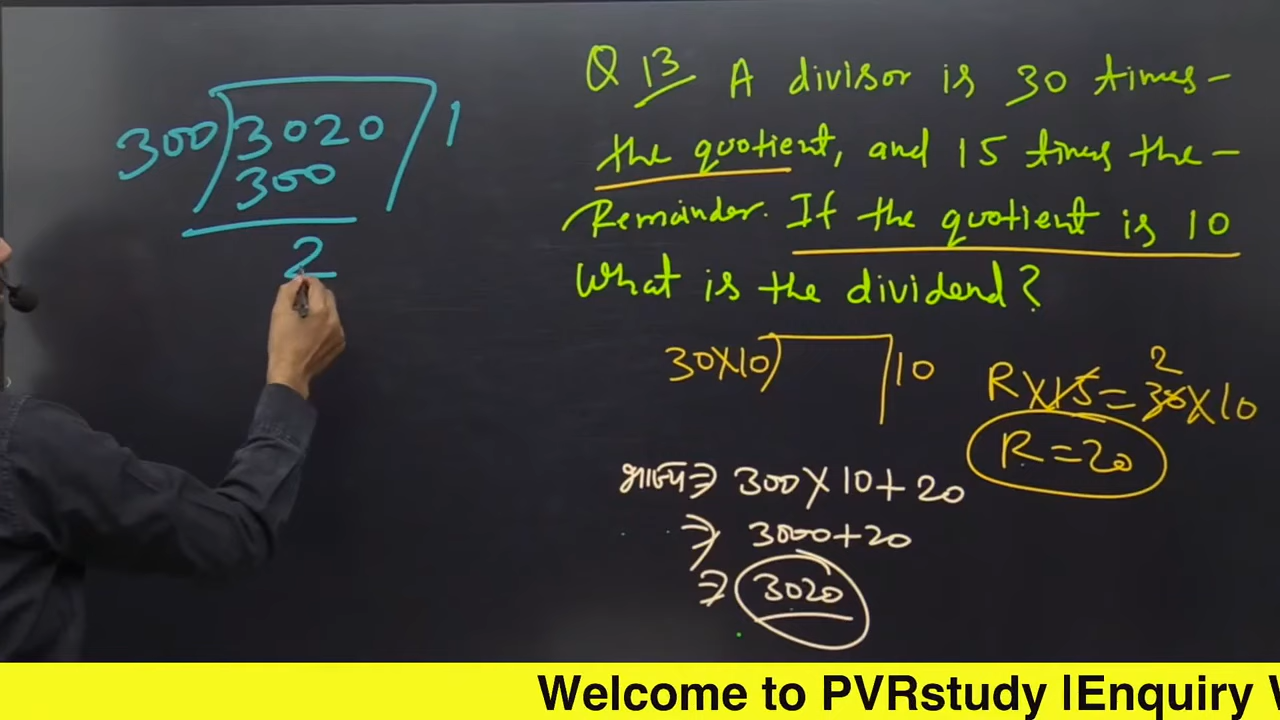 Q 13 A divisor is 30 times
the quotient, and 15 times the
Remainder. If the quotient is 10
What is the dividend?
300)3020(1
300
2
30×10) 10
2
R×15=30×10
R=20
भाज्य⇒ 300×10+20
⇒ 3000+20
⇒ 3020
Welcome to PVRstudy |Enquiry